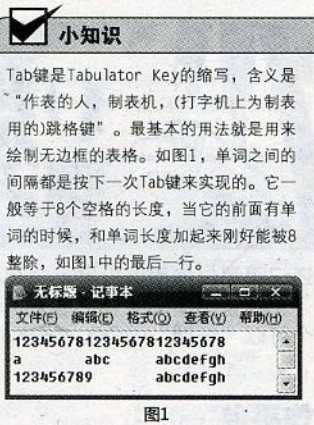 小知识
Tab键是Tabulator Key的缩写，含义是
“作表的人，制表机，(打字机上为制表
用的)跳格键”。最基本的用法就是用来
绘制无边框的表格。如图1，单词之间的
间隔都是按下一次Tab键来实现的。它一
般等于8个空格的长度，当它的前面有单
词的时候，和单词长度加起来刚好能被8
整除，如图1中的最后一行。
无标题 - 记事本
文件(F) 编辑(E) 格式(O) 查看(V) 帮助(H)
123456781234567812345678
a abc abcdefgh
123456789 abcdefgh
图1